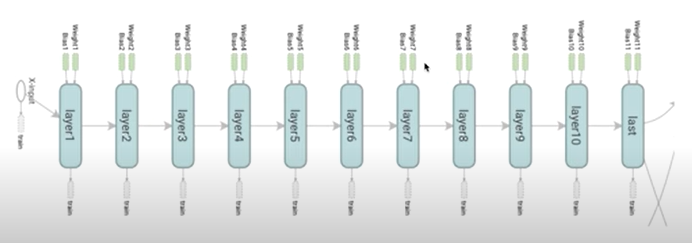 Weight1
Bias1
Weight2
Bias2
Weight3
Bias3
Weight4
Bias4
Weight5
Bias5
Weight6
Bias6
Weight7
Bias7
Weight8
Bias8
Weight9
Bias9
Weight10
Bias10
Weight11
Bias11
X-input
train
layer1
layer2
layer3
layer4
layer5
layer6
layer7
layer8
layer9
layer10
last
train
train
train
train
train
train
train
train
train
train
train